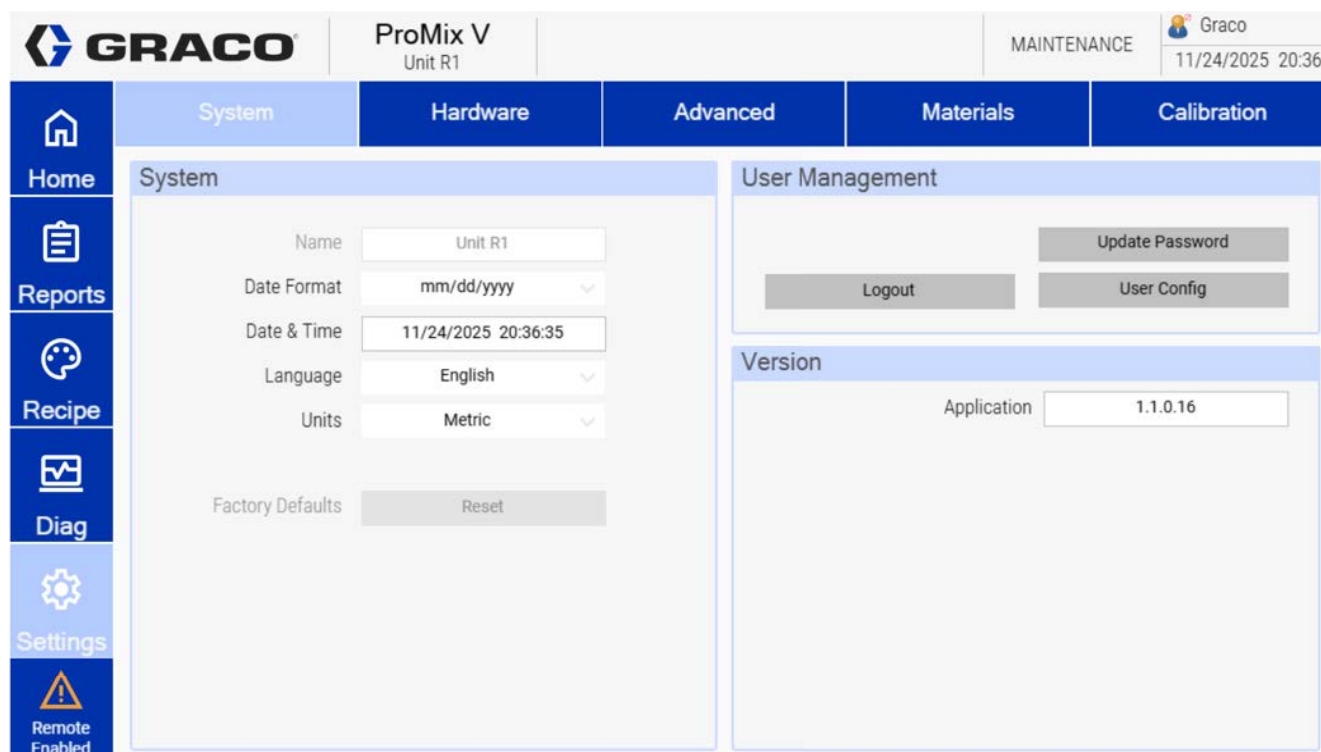 GRACO
ProMix V
Unit R1
MAINTENANCE
Graco
11/24/2025 20:36
Home
Reports
Recipe
Diag
Settings
Remote
Enabled
System
Hardware
Advanced
Materials
Calibration
System
Name Unit R1
Date Format mm/dd/yyyy
Date & Time 11/24/2025 20:36:35
Language English
Units Metric
Factory Defaults Reset
User Management
Update Password
Logout User Config
Version
Application 1.1.0.16